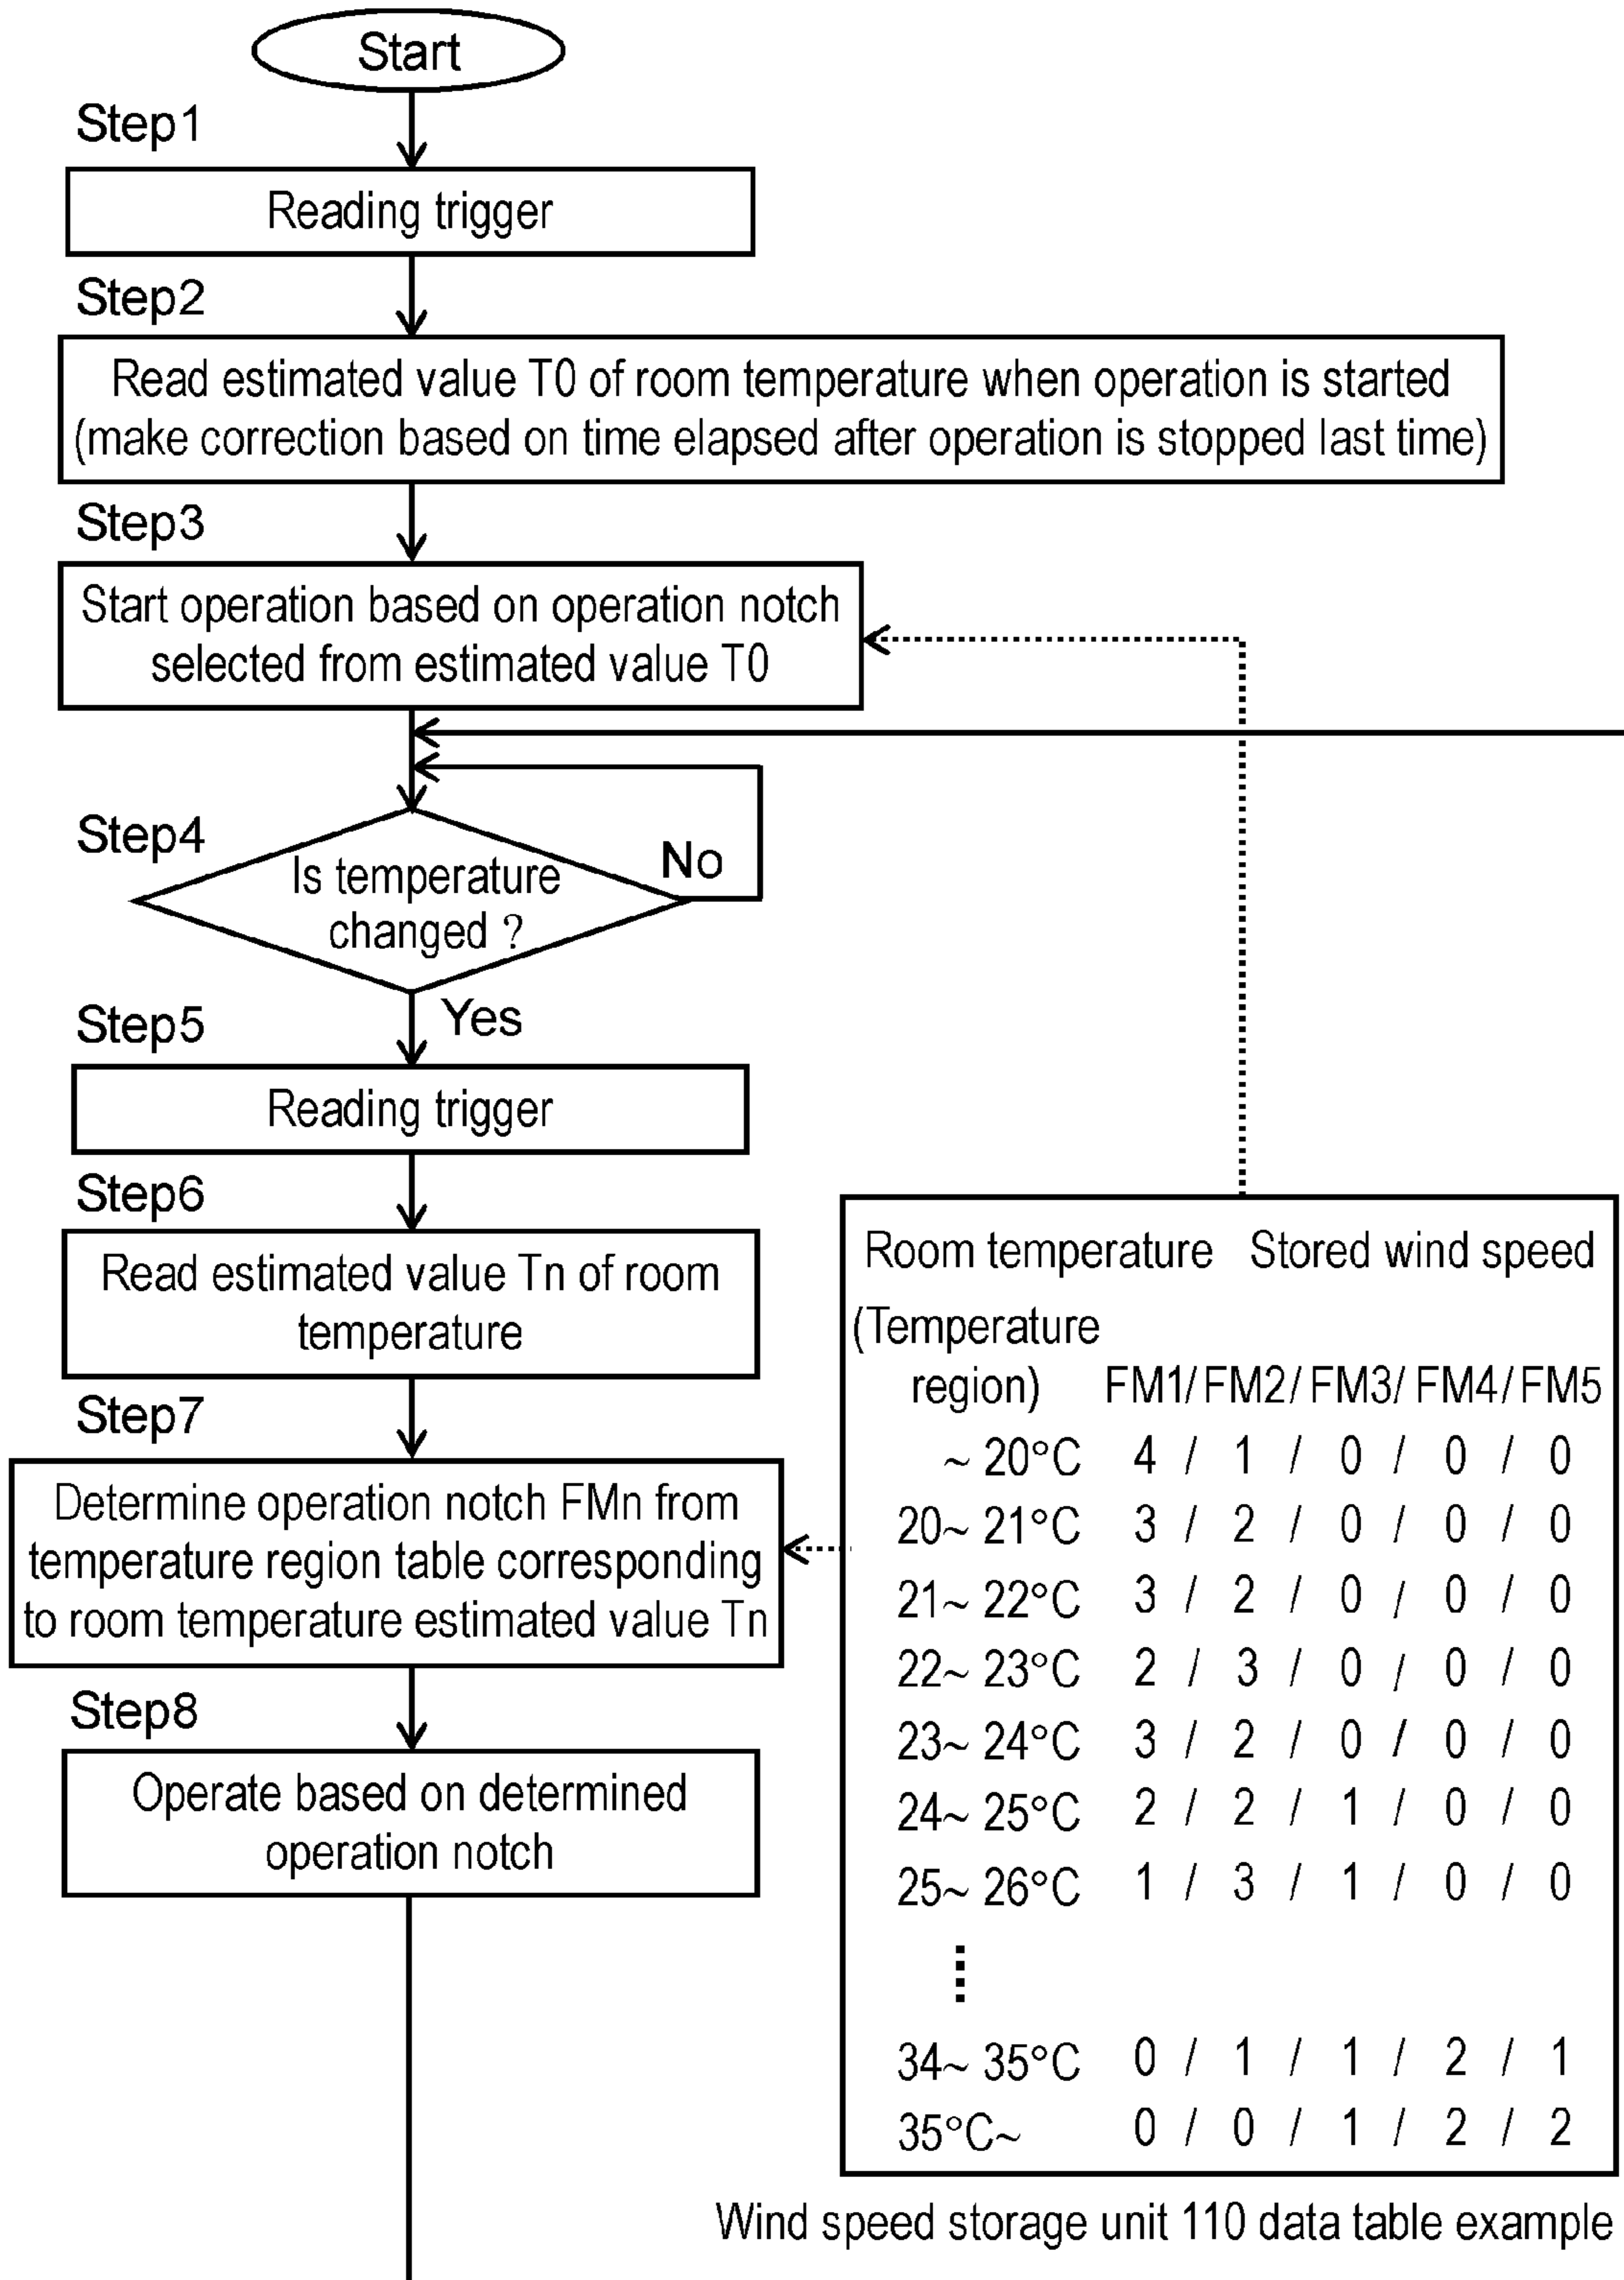 Start
Step1
Reading trigger
Step2
Read estimated value T0 of room temperature when operation is started
(make correction based on time elapsed after operation is stopped last time)
Step3
Start operation based on operation notch
selected from estimated value T0
Step4
Is temperature
changed ?
No
Yes
Step5
Reading trigger
Step6
Read estimated value Tn of room
temperature
Step7
Determine operation notch FMn from
temperature region table corresponding
to room temperature estimated value Tn
Step8
Operate based on determined
operation notch
Room temperature Stored wind speed
(Temperature
region) FM1/ FM2/ FM3/ FM4/ FM5
~ 20°C 4 / 1 / 0 / 0 / 0
20~ 21°C 3 / 2 / 0 / 0 / 0
21~ 22°C 3 / 2 / 0 / 0 / 0
22~ 23°C 2 / 3 / 0 / 0 / 0
23~ 24°C 3 / 2 / 0 / 0 / 0
24~ 25°C 2 / 2 / 1 / 0 / 0
25~ 26°C 1 / 3 / 1 / 0 / 0
34~ 35°C 0 / 1 / 1 / 2 / 1
35°C~ 0 / 0 / 1 / 2 / 2
Wind speed storage unit 110 data table example